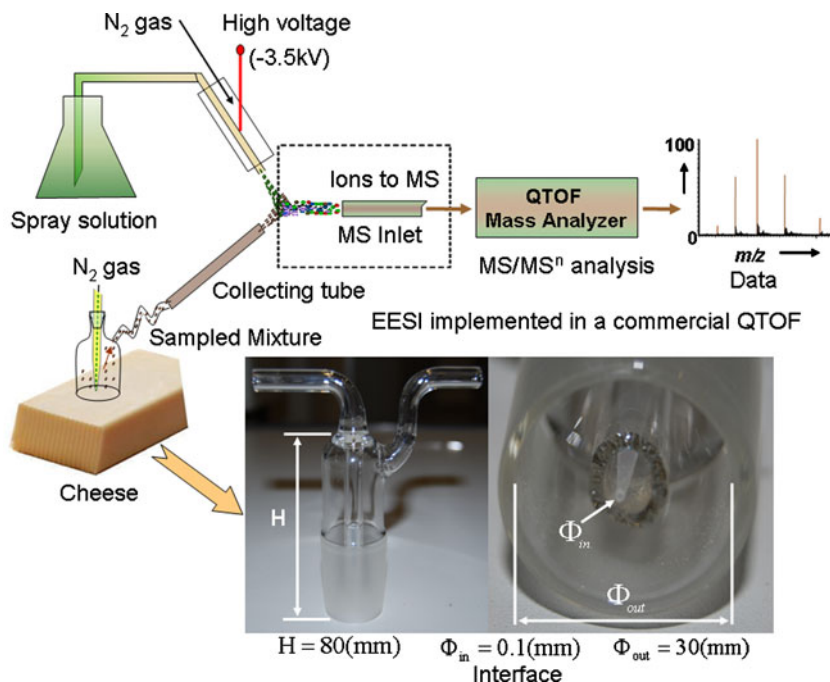 N₂ gas
High voltage
(-3.5kV)
Spray solution
Ions to MS
MS Inlet
QTOF
Mass Analyzer
MS/MSⁿ analysis
100
0
m/z
Data
N₂ gas
Collecting tube
Sampled Mixture
EESI implemented in a commercial QTOF
Cheese
H
Φin
Φout
H = 80(mm) Φin = 0.1(mm) Φout = 30(mm)
Interface